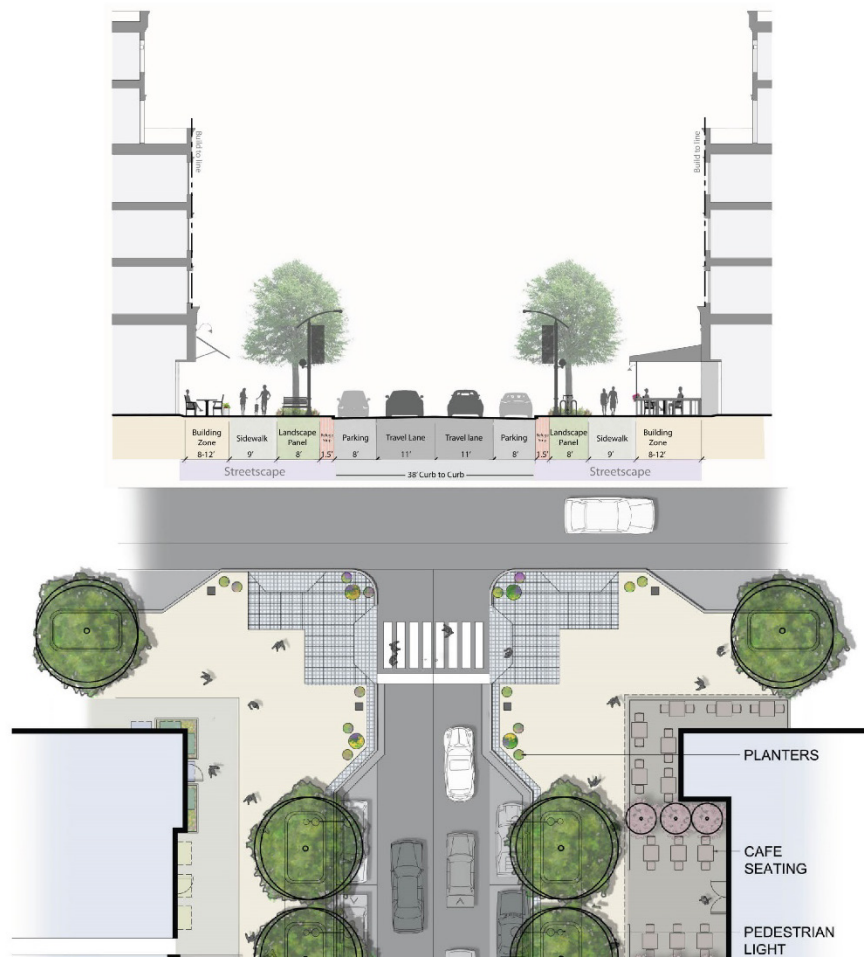 Build to line
Build to line
Building Zone
8-12'
Sidewalk
9'
Landscape Panel
8'
1.5'
Parking
8'
Travel Lane
11'
Travel lane
11'
Parking
8'
1.5'
Landscape Panel
8'
Sidewalk
9'
Building Zone
8-12'
Streetscape
38' Curb to Curb
Streetscape
PLANTERS
CAFE
SEATING
PEDESTRIAN
LIGHT